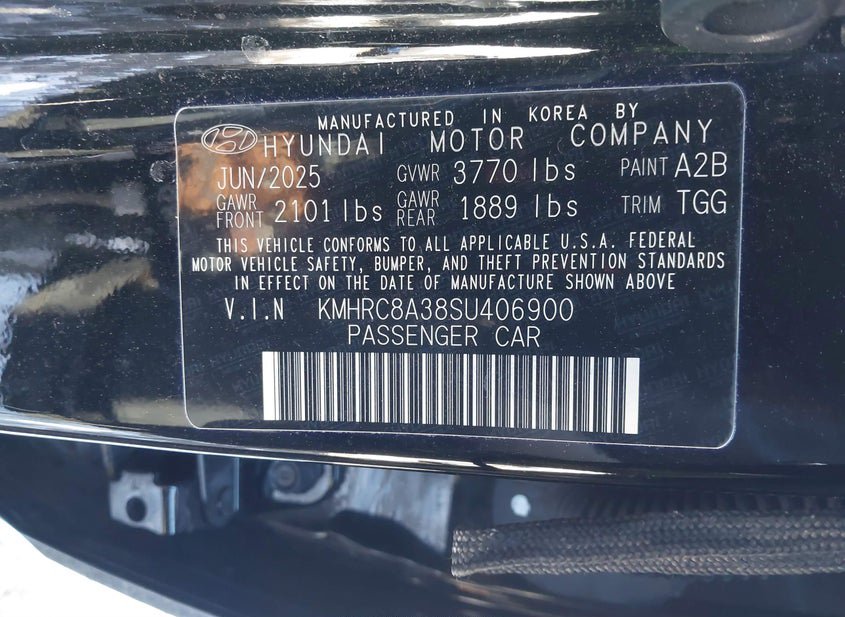 MANUFACTURED IN KOREA BY
HYUNDAI MOTOR COMPANY
JUN/2025 GVWR 3770 lbs PAINT A2B
GAWR FRONT 2101 lbs GAWR REAR 1889 lbs TRIM TGG
THIS VEHICLE CONFORMS TO ALL APPLICABLE U.S.A. FEDERAL
MOTOR VEHICLE SAFETY, BUMPER, AND THEFT PREVENTION STANDARDS
IN EFFECT ON THE DATE OF MANUFACTURE SHOWN ABOVE
V.I.N KMHRC8A38SU406900
PASSENGER CAR